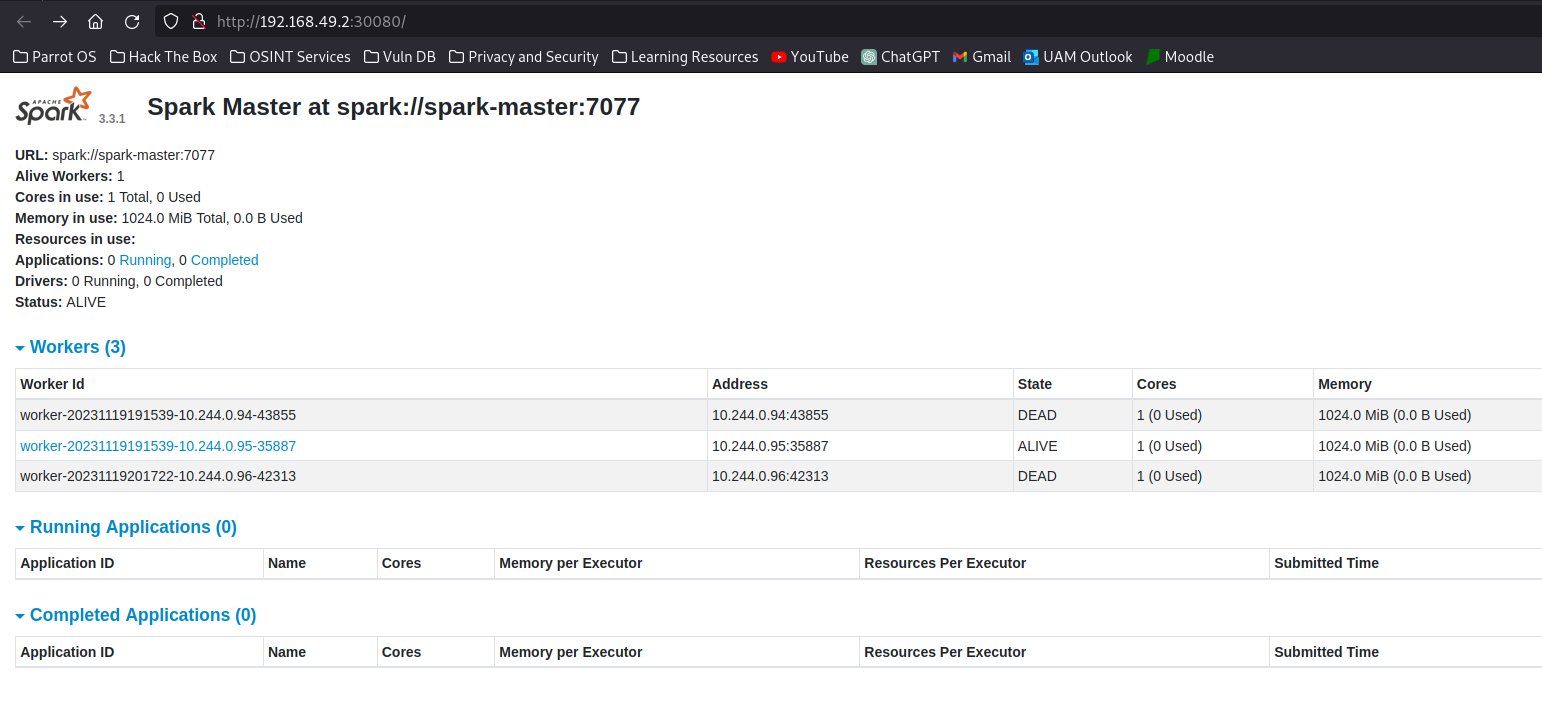 http://192.168.49.2:30080/
Parrot OS Hack The Box OSINT Services Vuln DB Privacy and Security Learning Resources YouTube ChatGPT Gmail UAM Outlook Moodle
APACHE Spark 3.3.1 Spark Master at spark://spark-master:7077
URL: spark://spark-master:7077
Alive Workers: 1
Cores in use: 1 Total, 0 Used
Memory in use: 1024.0 MiB Total, 0.0 B Used
Resources in use:
Applications: 0 Running, 0 Completed
Drivers: 0 Running, 0 Completed
Status: ALIVE
Workers (3)
Worker Id Address State Cores Memory
worker-20231119191539-10.244.0.94-43855 10.244.0.94:43855 DEAD 1 (0 Used) 1024.0 MiB (0.0 B Used)
worker-20231119191539-10.244.0.95-35887 10.244.0.95:35887 ALIVE 1 (0 Used) 1024.0 MiB (0.0 B Used)
worker-20231119201722-10.244.0.96-42313 10.244.0.96:42313 DEAD 1 (0 Used) 1024.0 MiB (0.0 B Used)
Running Applications (0)
Application ID Name Cores Memory per Executor Resources Per Executor Submitted Time
Completed Applications (0)
Application ID Name Cores Memory per Executor Resources Per Executor Submitted Time